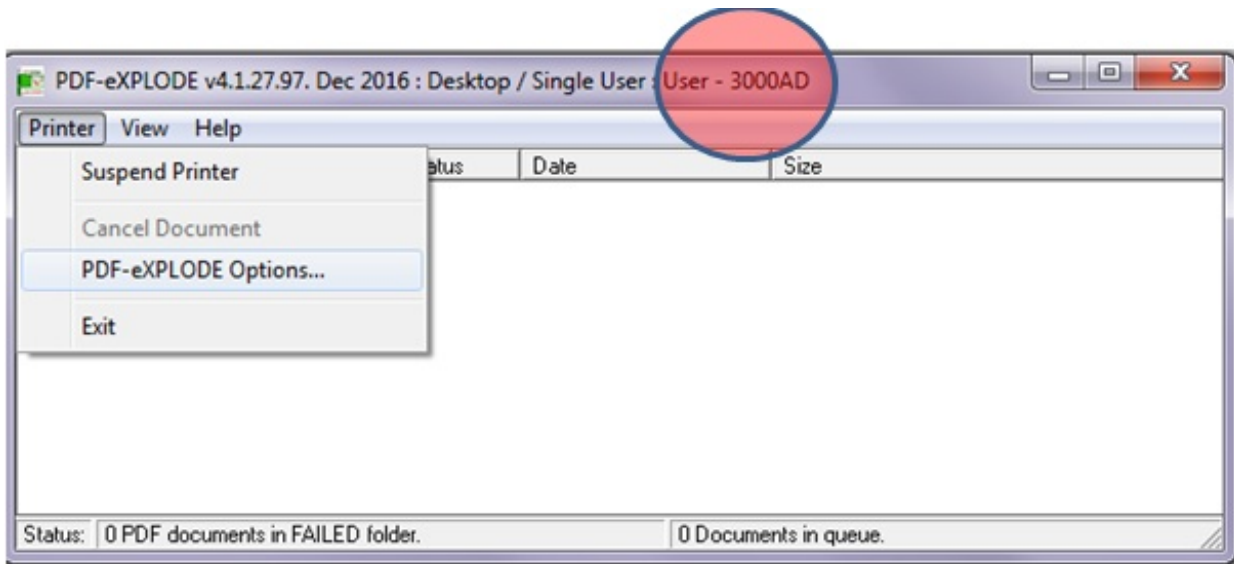 PDF-eXPLODE v4.1.27.97. Dec 2016 : Desktop / Single User : User - 3000AD
Printer View Help
Date Size
Suspend Printer
Cancel Document
PDF-eXPLODE Options...
Exit
Status: 0 PDF documents in FAILED folder. 0 Documents in queue.